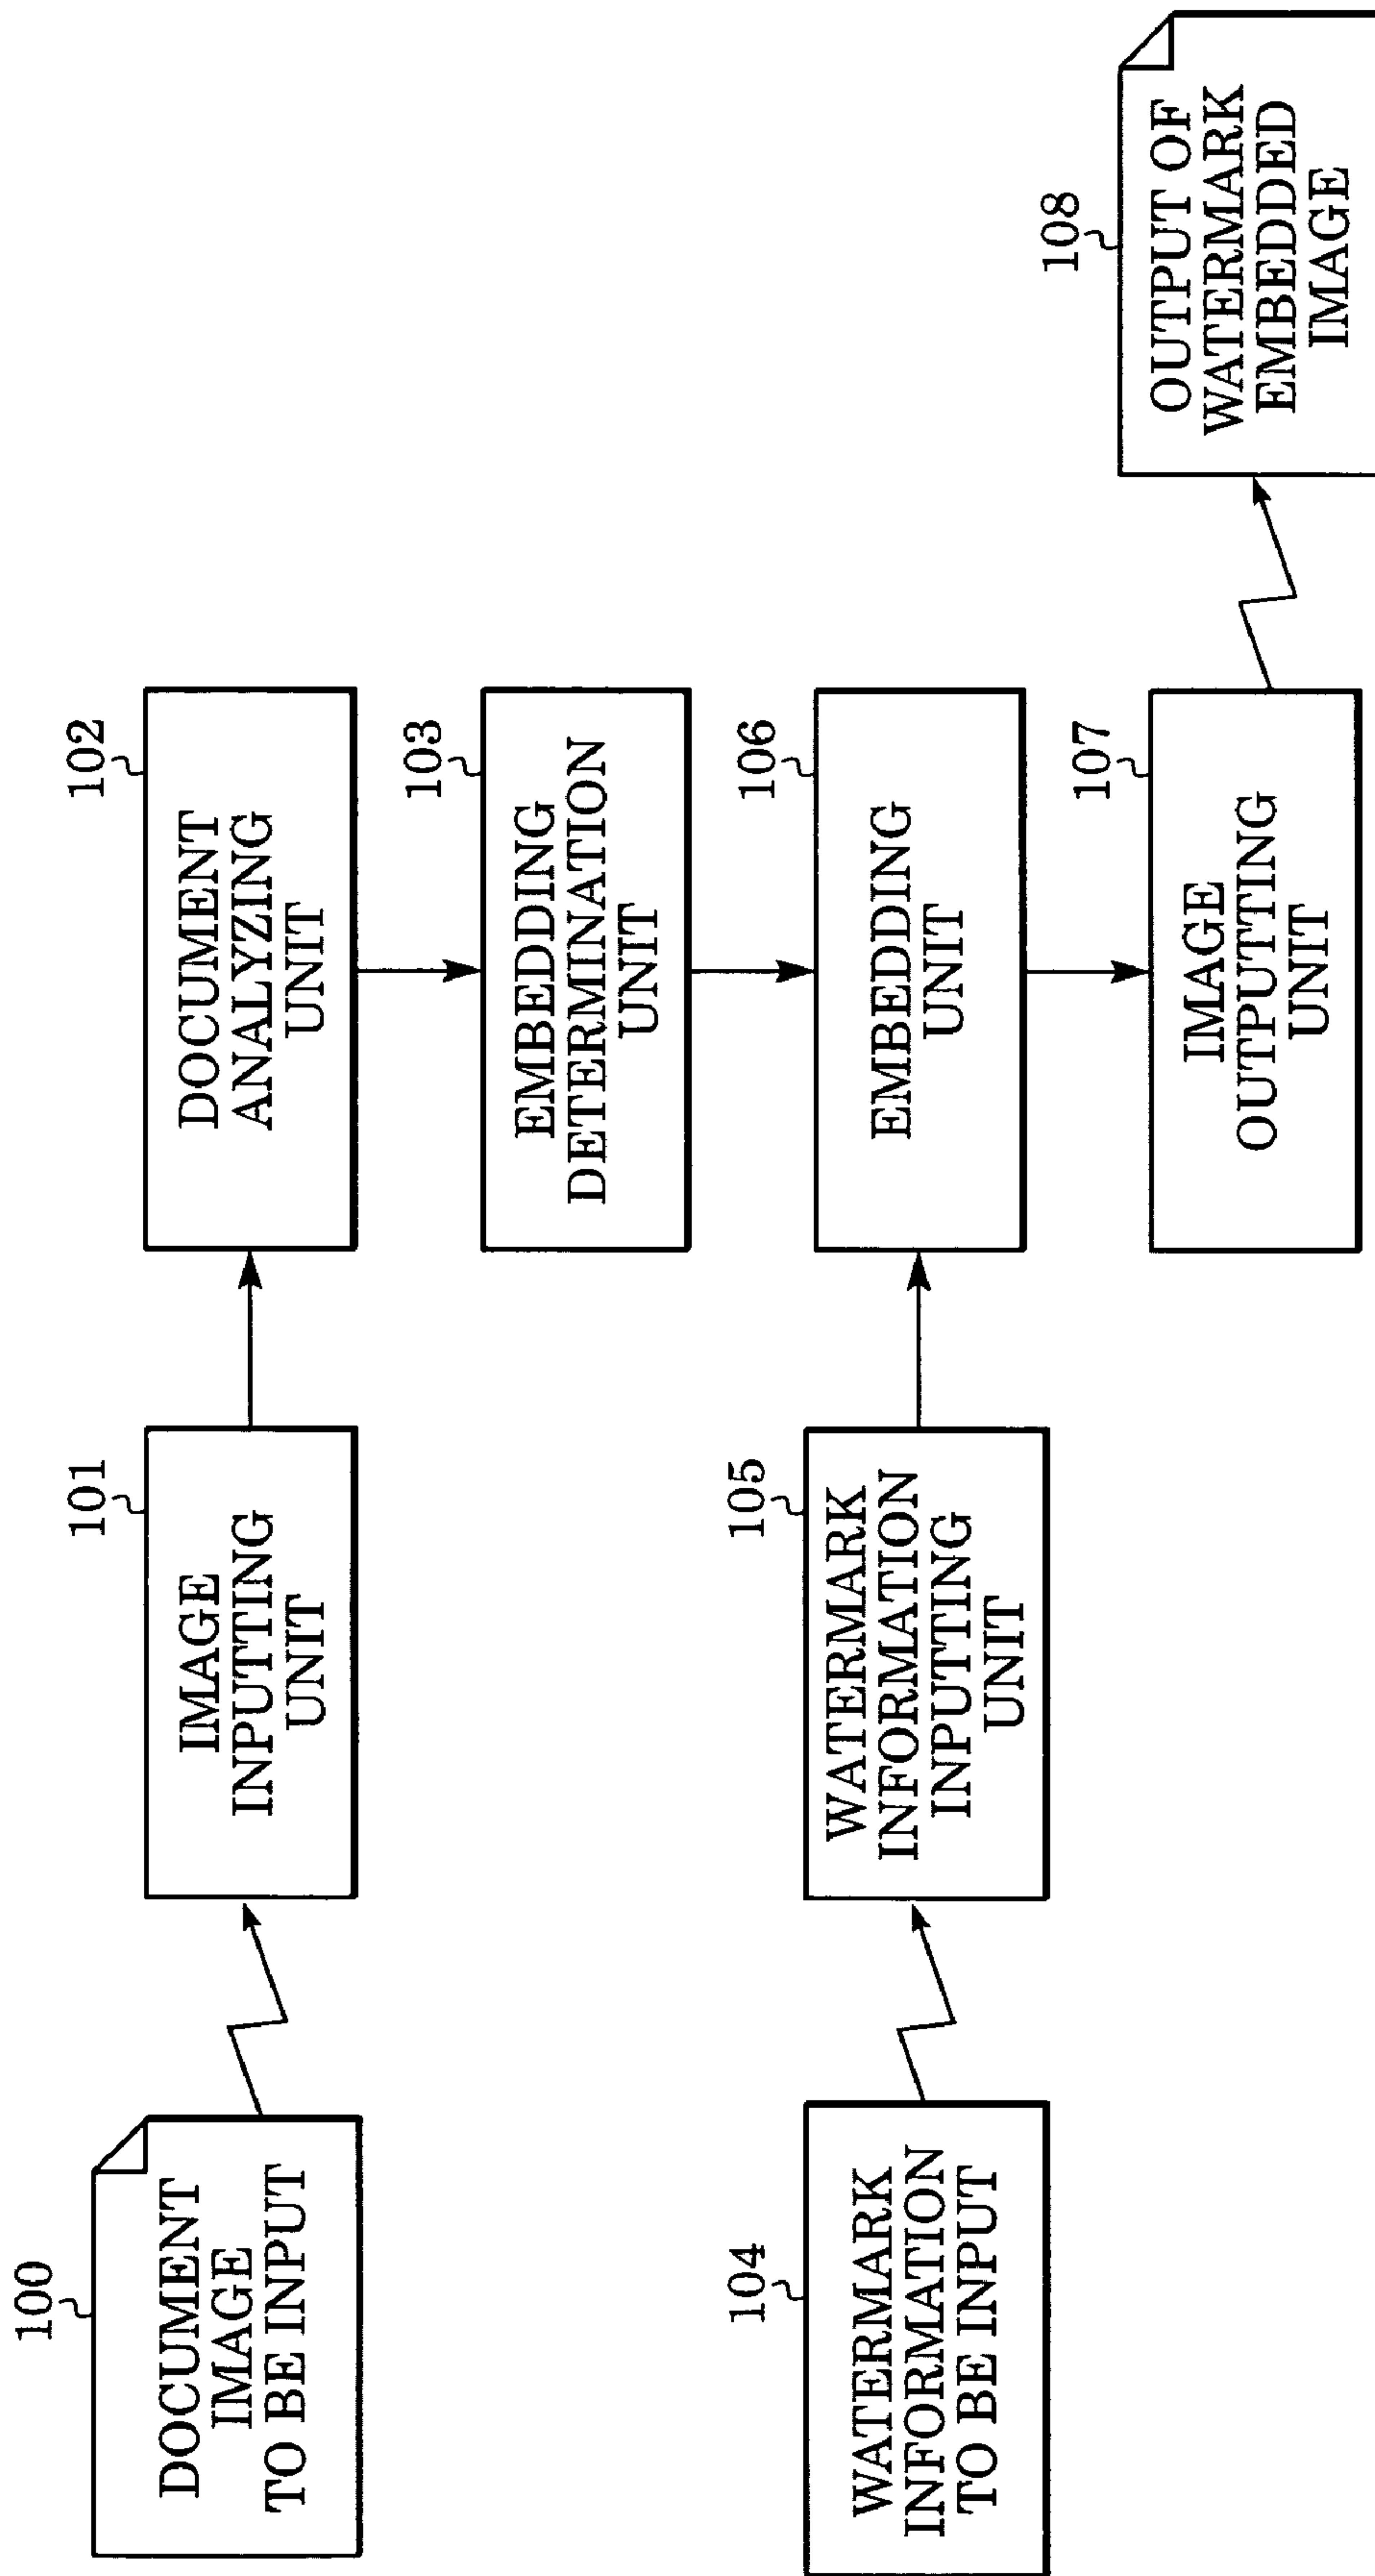 100
DOCUMENT
IMAGE
TO BE INPUT
101
IMAGE
INPUTTING
UNIT
102
DOCUMENT
ANALYZING
UNIT
103
EMBEDDING
DETERMINATION
UNIT
104
WATERMARK
INFORMATION
TO BE INPUT
105
WATERMARK
INFORMATION
INPUTTING
UNIT
106
EMBEDDING
UNIT
107
IMAGE
OUTPUTTING
UNIT
108
OUTPUT OF
WATERMARK
EMBEDDED
IMAGE